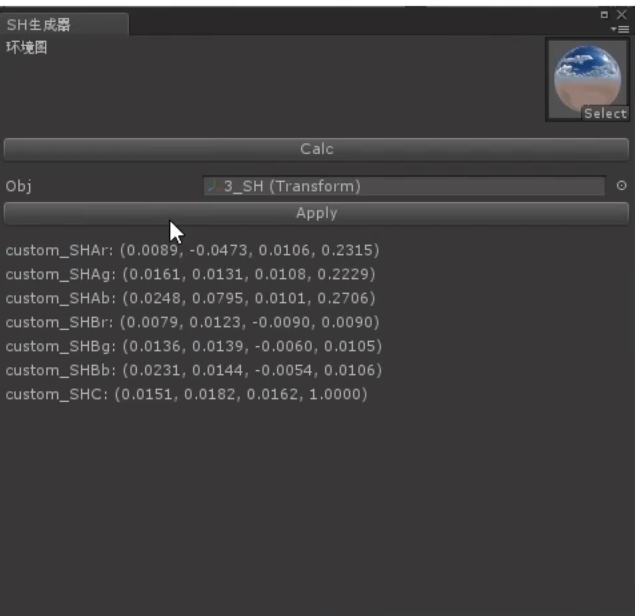 SH生成器
环境图
Select
Calc
Obj 3_SH (Transform)
Apply
custom_SHAr: (0.0089, -0.0473, 0.0106, 0.2315)
custom_SHAg: (0.0161, 0.0131, 0.0108, 0.2229)
custom_SHAb: (0.0248, 0.0795, 0.0101, 0.2706)
custom_SHBr: (0.0079, 0.0123, -0.0090, 0.0090)
custom_SHBg: (0.0136, 0.0139, -0.0060, 0.0105)
custom_SHBb: (0.0231, 0.0144, -0.0054, 0.0106)
custom_SHC: (0.0151, 0.0182, 0.0162, 1.0000)